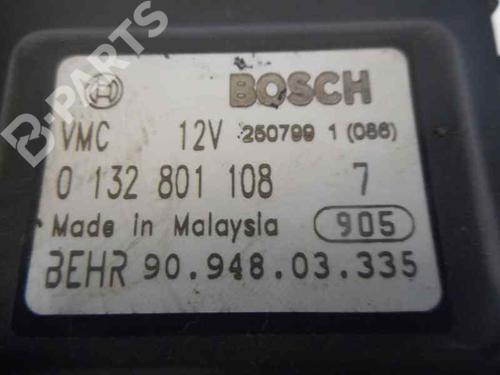 BOSCH
VMC 12V 250799 1 (086)
0 132 801 108 7
Made in Malaysia 905
BEHR 90.948.03.335
B-PARTS